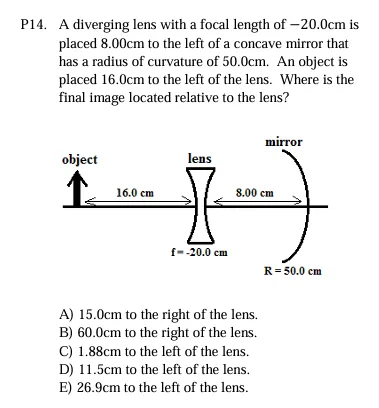 P14. A diverging lens with a focal length of −20.0cm is
placed 8.00cm to the left of a concave mirror that
has a radius of curvature of 50.0cm. An object is
placed 16.0cm to the left of the lens. Where is the
final image located relative to the lens?
mirror
object
lens
16.0 cm
8.00 cm
f=-20.0 cm
R = 50.0 cm
A) 15.0cm to the right of the lens.
B) 60.0cm to the right of the lens.
C) 1.88cm to the left of the lens.
D) 11.5cm to the left of the lens.
E) 26.9cm to the left of the lens.